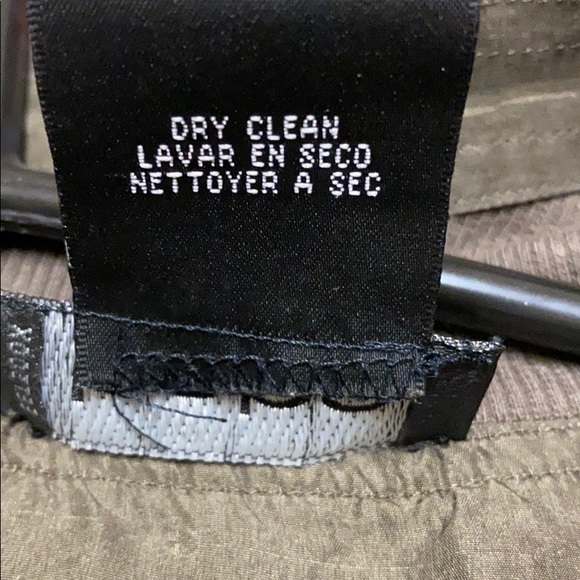 DRY CLEAN
LAVAR EN SECO
NETTOYER A SEC